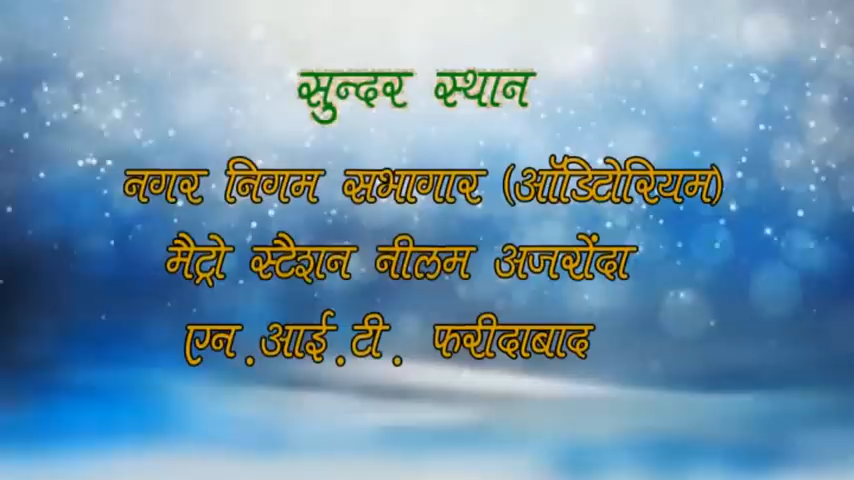 सुन्दर स्थान
नगर निगम सभागार (ऑडिटोरियम)
मैट्रो स्टैशन नीलम अजरोंदा
एन.आई.टी. फरीदाबाद